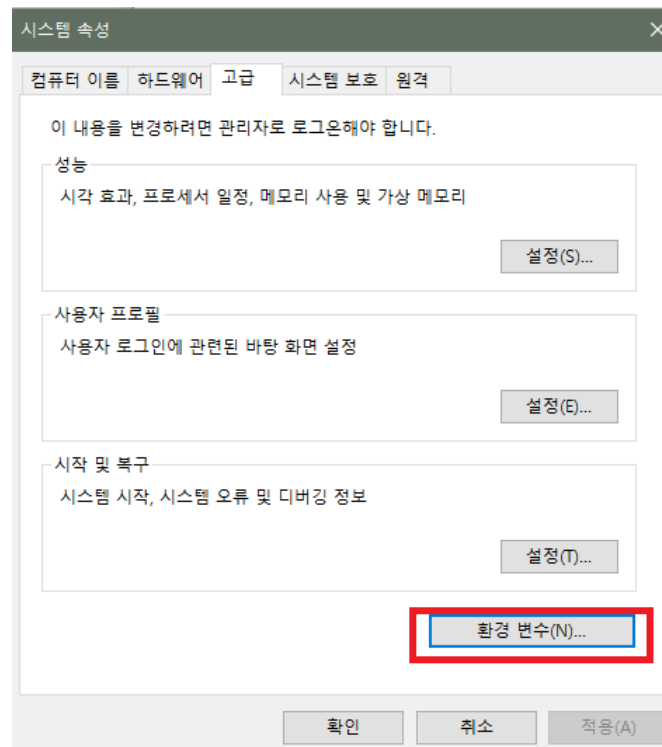 시스템 속성
컴퓨터 이름 하드웨어 고급 시스템 보호 원격
이 내용을 변경하려면 관리자로 로그온해야 합니다.
성능
시각 효과, 프로세서 일정, 메모리 사용 및 가상 메모리
설정(S)...
사용자 프로필
사용자 로그인에 관련된 바탕 화면 설정
설정(E)...
시작 및 복구
시스템 시작, 시스템 오류 및 디버깅 정보
설정(T)...
환경 변수(N)...
확인 취소 적용(A)